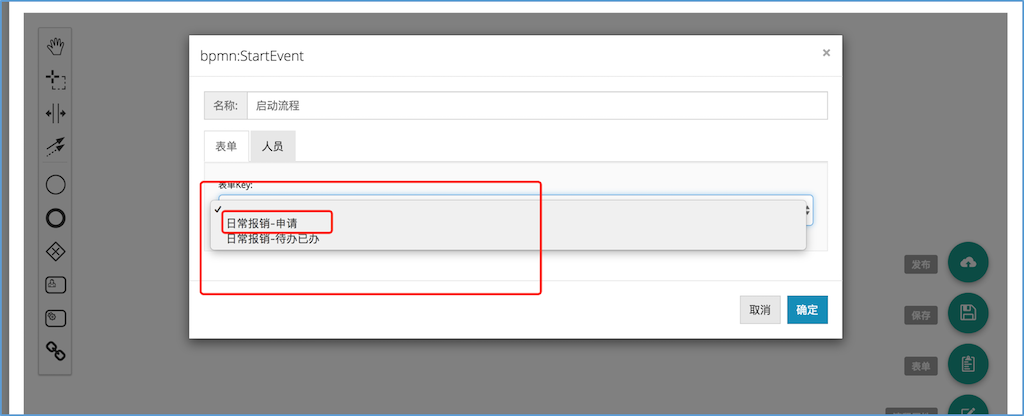 bpmn:StartEvent
×
名称: 启动流程
表单 人员
表单Key:
✓
日常报销-申请
日常报销-待办已办
取消 确定
发布
保存
表单